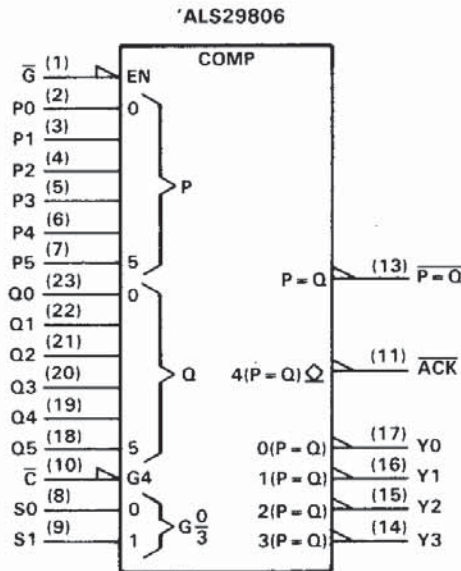 'ALS29806
COMP
G̅ (1) EN
P0 (2) 0
P1 (3)
P2 (4)
P3 (5) P
P4 (6)
P5 (7) 5
Q0 (23) 0
Q1 (22)
Q2 (21)
Q3 (20) Q
Q4 (19)
Q5 (18) 5
C̅ (10) G4
S0 (8) 0
S1 (9) 1
G 0/3
P = Q (13) P̅ ̅=̅ ̅Q̅
4(P = Q) (11) A̅C̅K̅
0(P = Q) (17) Y0
1(P = Q) (16) Y1
2(P = Q) (15) Y2
3(P = Q) (14) Y3